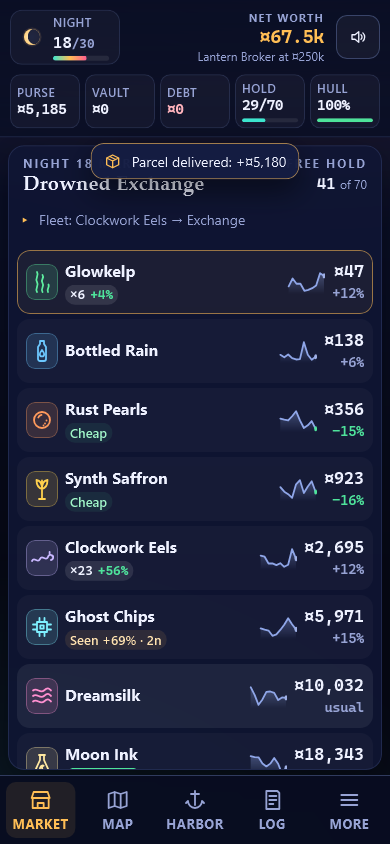 NIGHT
18/30
NET WORTH
¤67.5k
Lantern Broker at ¤250k
PURSE
¤5,185
VAULT
¤0
DEBT
¤0
HOLD
29/70
HULL
100%
Parcel delivered: +¤5,180
NIGHT 18
REE HOLD
Drowned Exchange
41 of 70
Fleet: Clockwork Eels → Exchange
Glowkelp
×6 +4%
¤47
+12%
Bottled Rain
¤138
+6%
Rust Pearls
Cheap
¤356
−15%
Synth Saffron
Cheap
¤923
−16%
Clockwork Eels
×23 +56%
¤2,695
+12%
Ghost Chips
Seen +69% · 2n
¤5,971
+15%
Dreamsilk
¤10,032
usual
Moon Ink
¤18,343
MARKET
MAP
HARBOR
LOG
MORE